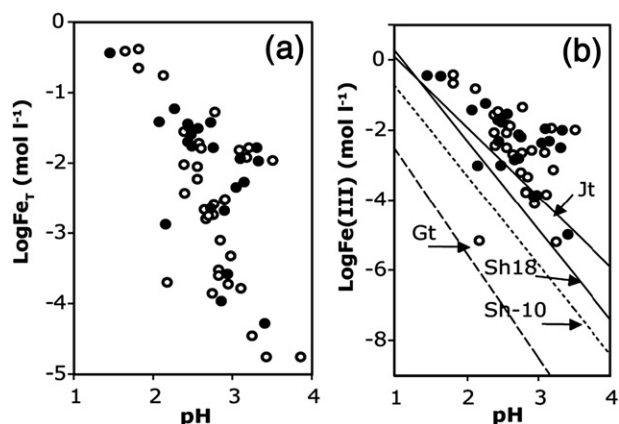 (a)
LogFe_T (mol l⁻¹)
0
-1
-2
-3
-4
-5
1 2 3 4
pH
(b)
LogFe(III) (mol l⁻¹)
0
-2
-4
-6
-8
Jt
Gt
Sh18
Sh-10
1 2 3 4
pH